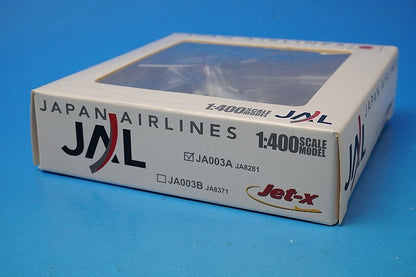 1:400 SCALE MODEL JAL
JAPAN AIRLINES
JAL
1:400 SCALE MODEL
☑JA003A JA8281
☐JA003B JA8371
Jet-x
JAPAN AIRLINES
JAL